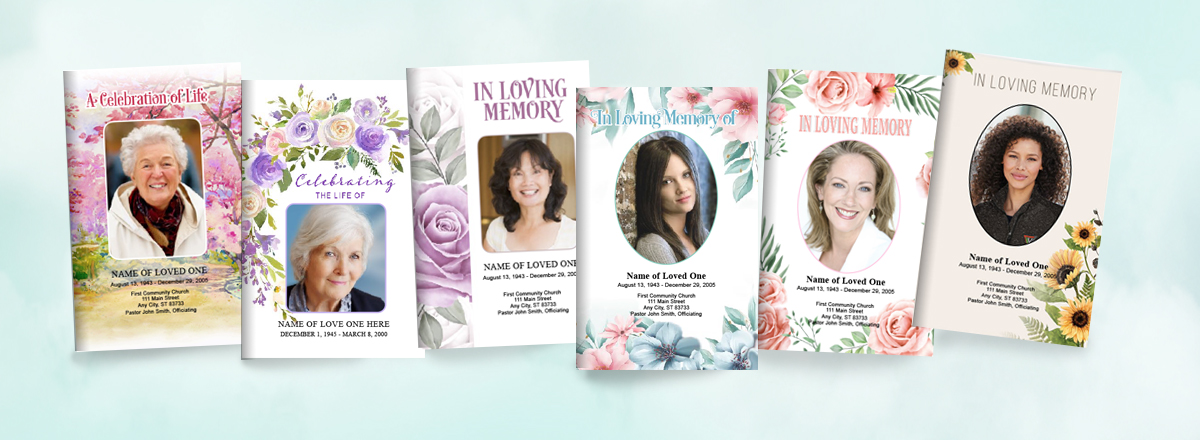 A Celebration of Life
NAME OF LOVED ONE
August 13, 1943 - December 29, 2005
First Community Church
111 Main Street
Any City, ST 83733
Pastor John Smith, Officiating
Celebrating
THE LIFE OF
NAME OF LOVE ONE HERE
DECEMBER 1, 1945 - MARCH 8, 2000
IN LOVING
MEMORY
NAME OF LOVED ONE
August 13, 1943 - December 29, 200
First Community Church
111 Main Street
Any City, ST 83733
Pastor John Smith, Officiating
In Loving Memory of
Name of Loved One
August 13, 1943 - December 29, 2005
First Community Church
111 Main Street
Any City, ST 83733
Pastor John Smith, Officiating
IN LOVING MEMORY
Name of Loved One
August 13, 1943 - December 29, 2005
First Community Church
111 Main Street
Any City, ST 83733
Pastor John Smith, Officiating
IN LOVING MEMORY
Name of Loved One
August 13, 1943 - December 29, 2005
First Community Church
111 Main Street
Any City, ST 83733
Pastor John Smith, Officiating